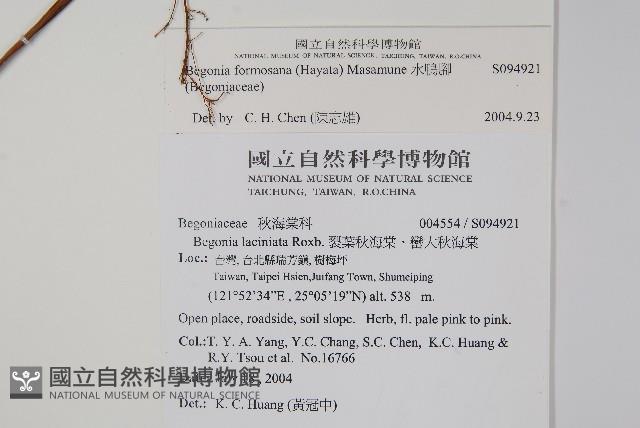 國立自然科學博物館
NATIONAL MUSEUM OF NATURAL SCIENCE, TAICHUNG, TAIWAN, R.O.CHINA
Begonia formosana (Hayata) Masamune 水鴨腳 S094921
(Begoniaceae)
Det. by C. H. Chen (陳志雄) 2004.9.23
國立自然科學博物館
NATIONAL MUSEUM OF NATURAL SCIENCE
TAICHUNG, TAIWAN, R.O.CHINA
Begoniaceae 秋海棠科 004554 / S094921
Begonia laciniata Roxb. 裂葉秋海棠、巒大秋海棠
Loc.: 台灣, 台北縣瑞芳鎮, 樹梅坪
Taiwan, Taipei Hsien, Juifang Town, Shumeiping
(121°52'34"E , 25°05'19"N) alt. 538 m.
Open place, roadside, soil slope. Herb, fl. pale pink to pink.
Col.: T. Y. A. Yang, Y.C. Chang, S.C. Chen, K.C. Huang &
R.Y. Tsou et al. No.16766
2004
國立自然科學博物館
NATIONAL MUSEUM OF NATURAL SCIENCE
Det.: K. C. Huang (黃冠中)